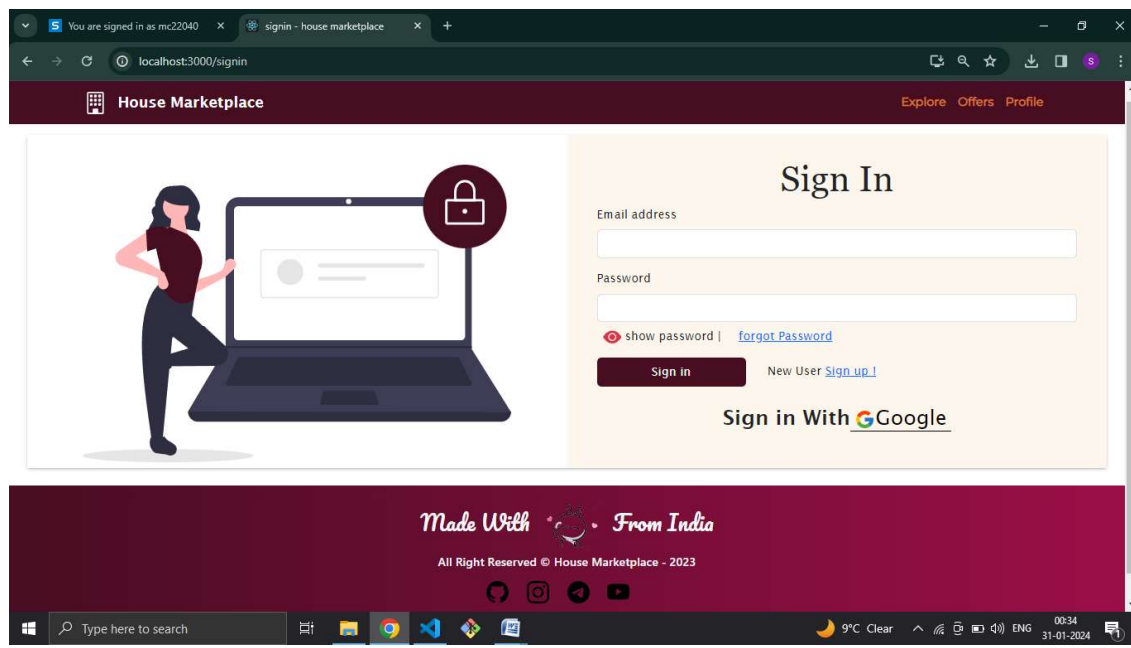 You are signed in as mc22040
signin - house marketplace
localhost:3000/signin
S
House Marketplace
Explore Offers Profile
Sign In
Email address
Password
show password | forgot Password
Sign in
New User Sign up !
Sign in With Google
Made With From India
All Right Reserved © House Marketplace - 2023
Type here to search
9°C Clear
ENG
00:34
31-01-2024
1